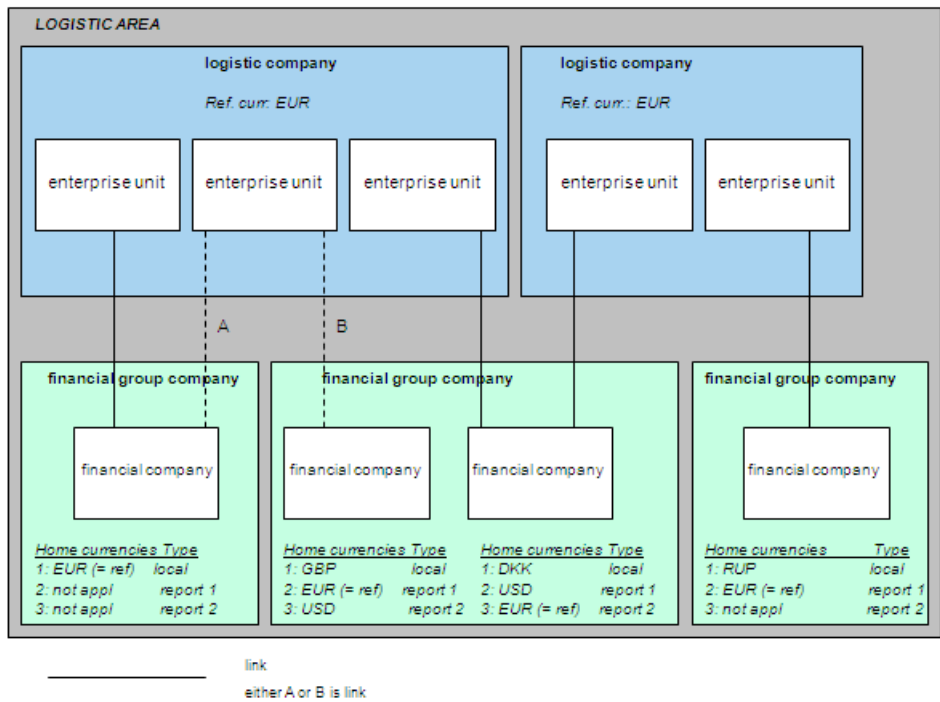 LOGISTIC AREA
logistic company
Ref. curr: EUR
enterprise unit
enterprise unit
enterprise unit
logistic company
Ref. curr.: EUR
enterprise unit
enterprise unit
A
B
financial group company
financial company
Home currencies Type
1: EUR (= ref) local
2: not appl report 1
3: not appl report 2
financial group company
financial company
financial company
Home currencies Type
1: GBP local
2: EUR (= ref) report 1
3: USD report 2
Home currencies Type
1: DKK local
2: USD report 1
3: EUR (= ref) report 2
financial group company
financial company
Home currencies Type
1: RUP local
2: EUR (= ref) report 1
3: not appl report 2
link
either A or B is link